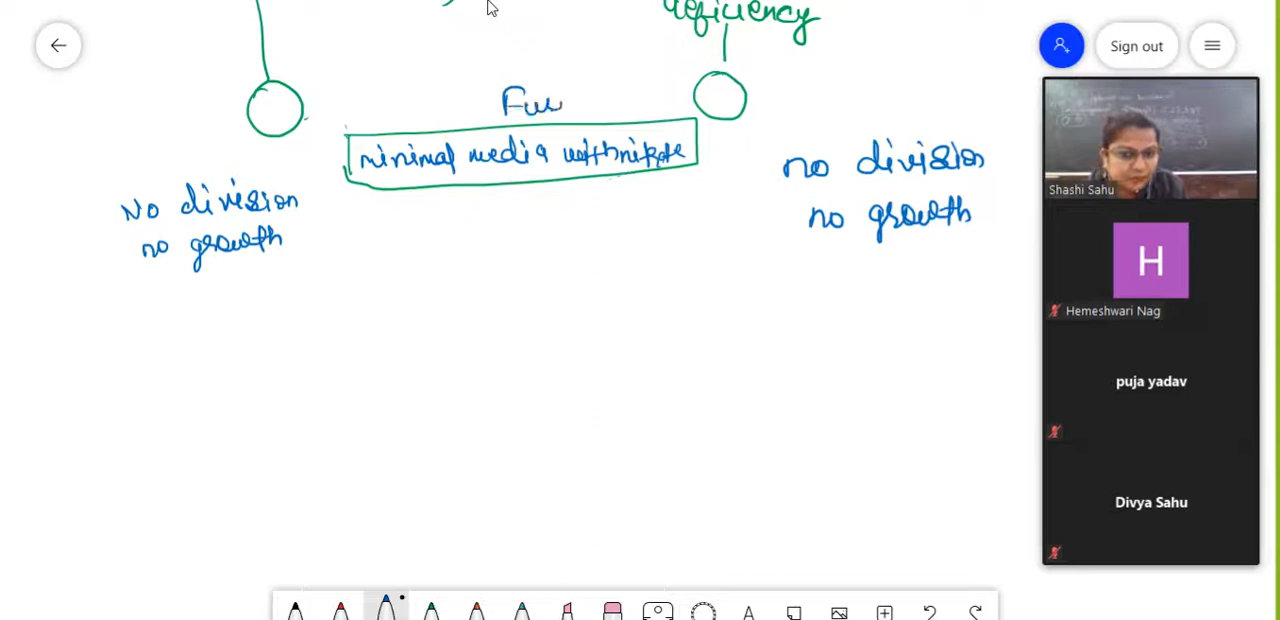 deficiency
Sign out
Fu
minimal media with nitrate
no division
no growth
No division
no growth
Shashi Sahu
H
Hemeshwari Nag
puja yadav
Divya Sahu
A